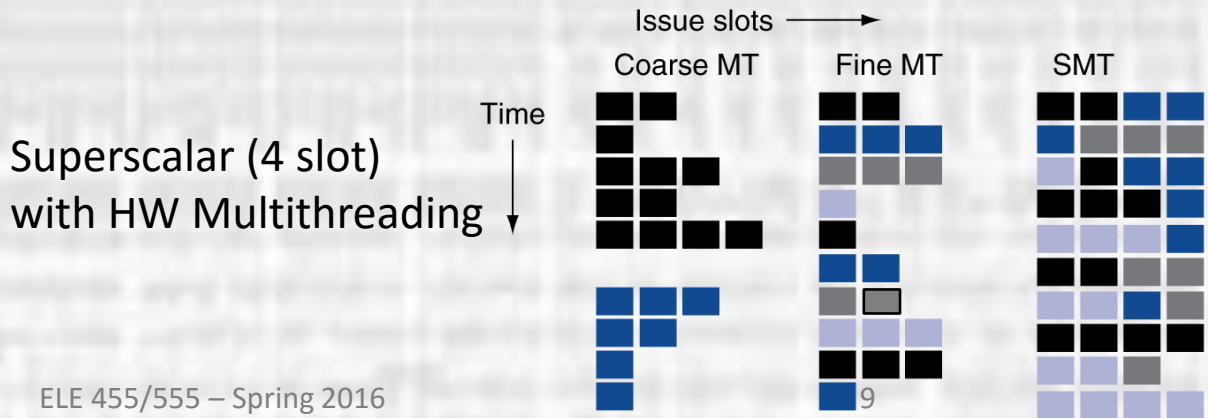 Issue slots
Coarse MT Fine MT SMT
Time
Superscalar (4 slot)
with HW Multithreading
ELE 455/555 – Spring 2016
9